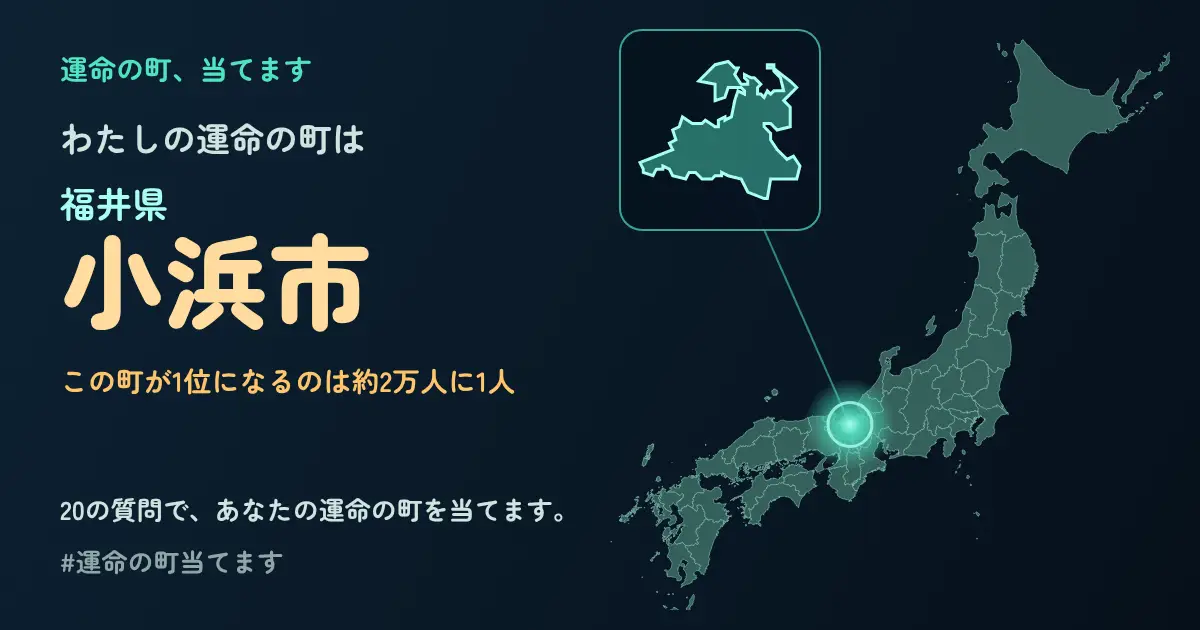 運命の町、当てます
わたしの運命の町は
福井県
小浜市
この町が1位になるのは約2万人に1人
20の質問で、あなたの運命の町を当てます。
#運命の町当てます